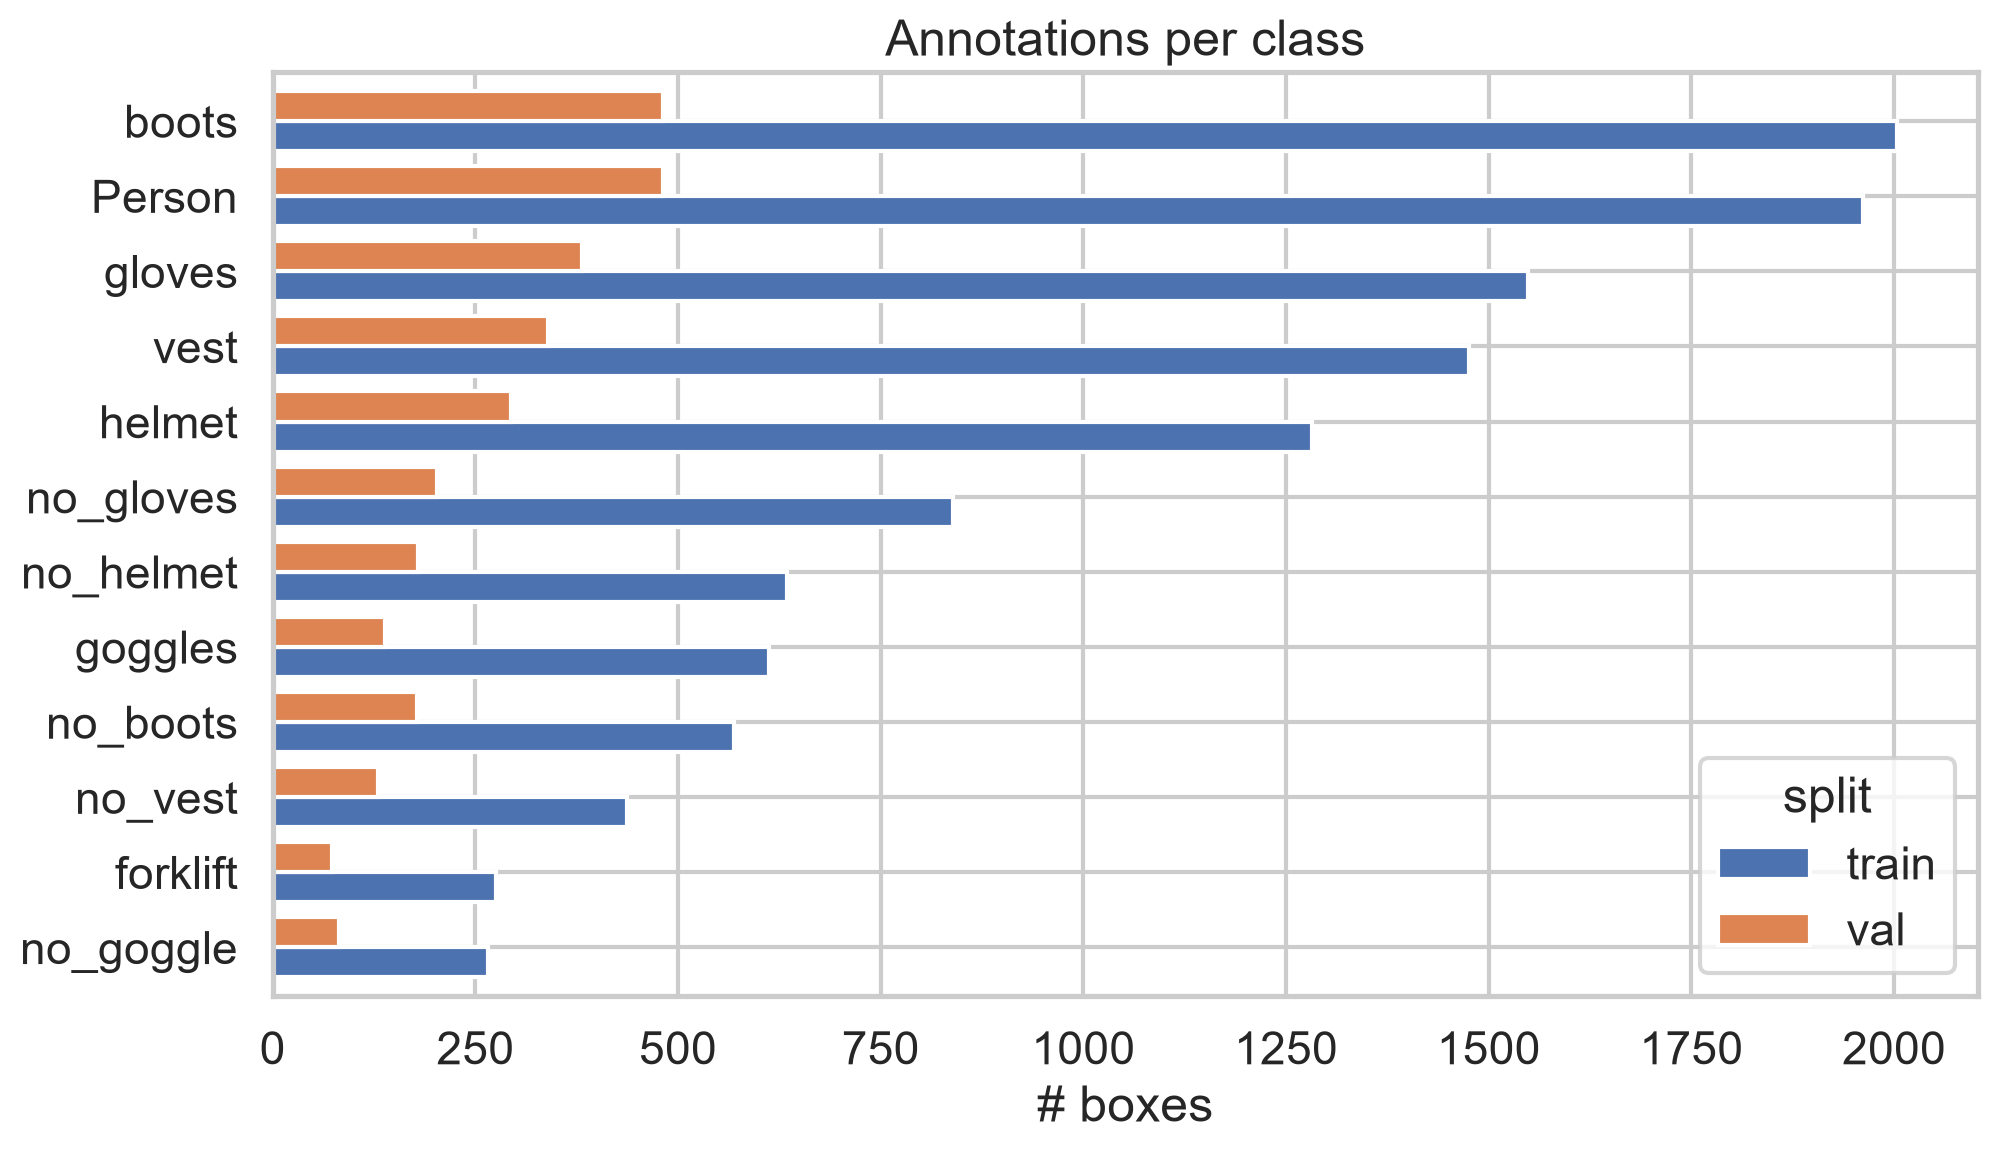 Annotations per class
boots
Person
gloves
vest
helmet
no_gloves
no_helmet
goggles
no_boots
no_vest
forklift
no_goggle
split
train
val
0 250 500 750 1000 1250 1500 1750 2000
# boxes